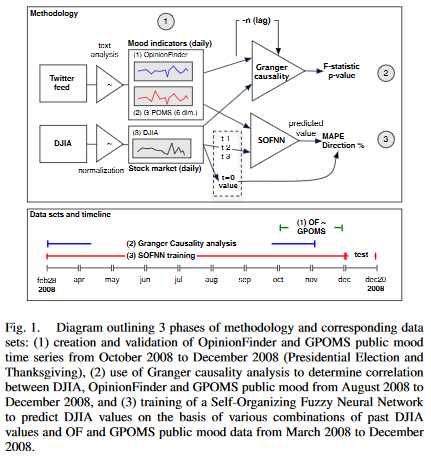 Methodology
1
-n (lag)
text
analysis
Mood indicators (daily)
(1) OpinionFinder
Twitter
feed
~
Granger
causality
F-statistic
p-value
2
(2) G POMS (6 dim.)
predicted
value
(3) DJIA
DJIA
~
t 1
t 2
t 3
SOFNN
MAPE
Direction %
3
normalization
Stock market (daily)
t=0
value
Data sets and timeline
(1) OF ~
GPOMS
(2) Granger Causality analysis
(3) SOFNN training
test
feb28
2008
apr
may
jun
jul
aug
sep
oct
nov
dec
dec20
2008
Fig. 1. Diagram outlining 3 phases of methodology and corresponding data
sets: (1) creation and validation of OpinionFinder and GPOMS public mood
time series from October 2008 to December 2008 (Presidential Election and
Thanksgiving), (2) use of Granger causality analysis to determine correlation
between DJIA, OpinionFinder and GPOMS public mood from August 2008 to
December 2008, and (3) training of a Self-Organizing Fuzzy Neural Network
to predict DJIA values on the basis of various combinations of past DJIA
values and OF and GPOMS public mood data from March 2008 to December
2008.